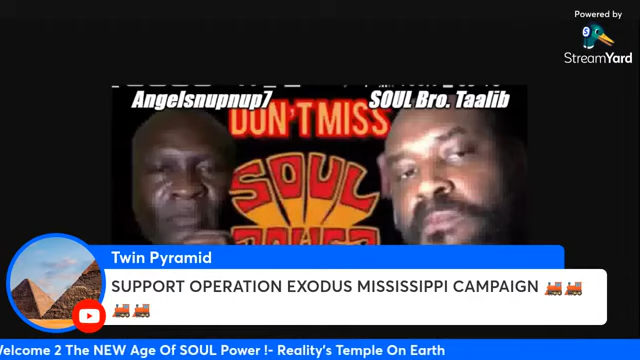 Powered by
StreamYard
Angelsnupnup7
SOUL Bro. Taalib
DON'T MISS
SOUL
POWER
Twin Pyramid
SUPPORT OPERATION EXODUS MISSISSIPPI CAMPAIGN 🚂🚂
🚂🚂
Welcome 2 The NEW Age Of SOUL Power !- Reality's Temple On Earth